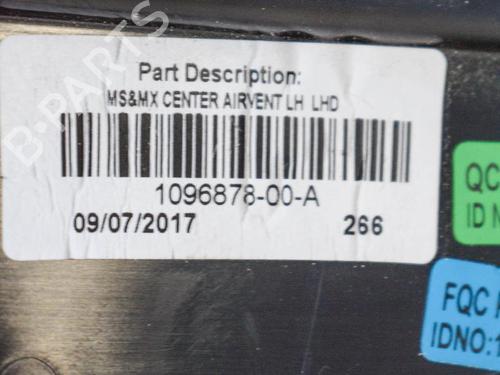 Part Description:
MS&MX CENTER AIRVENT LH LHD
1096878-00-A
09/07/2017 266
QC
ID N
FQC
IDNO:1
B-PARTS